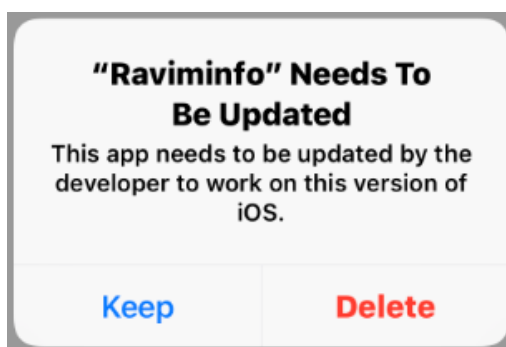 “Raviminfo” Needs To
Be Updated
This app needs to be updated by the
developer to work on this version of
iOS.
Keep
Delete